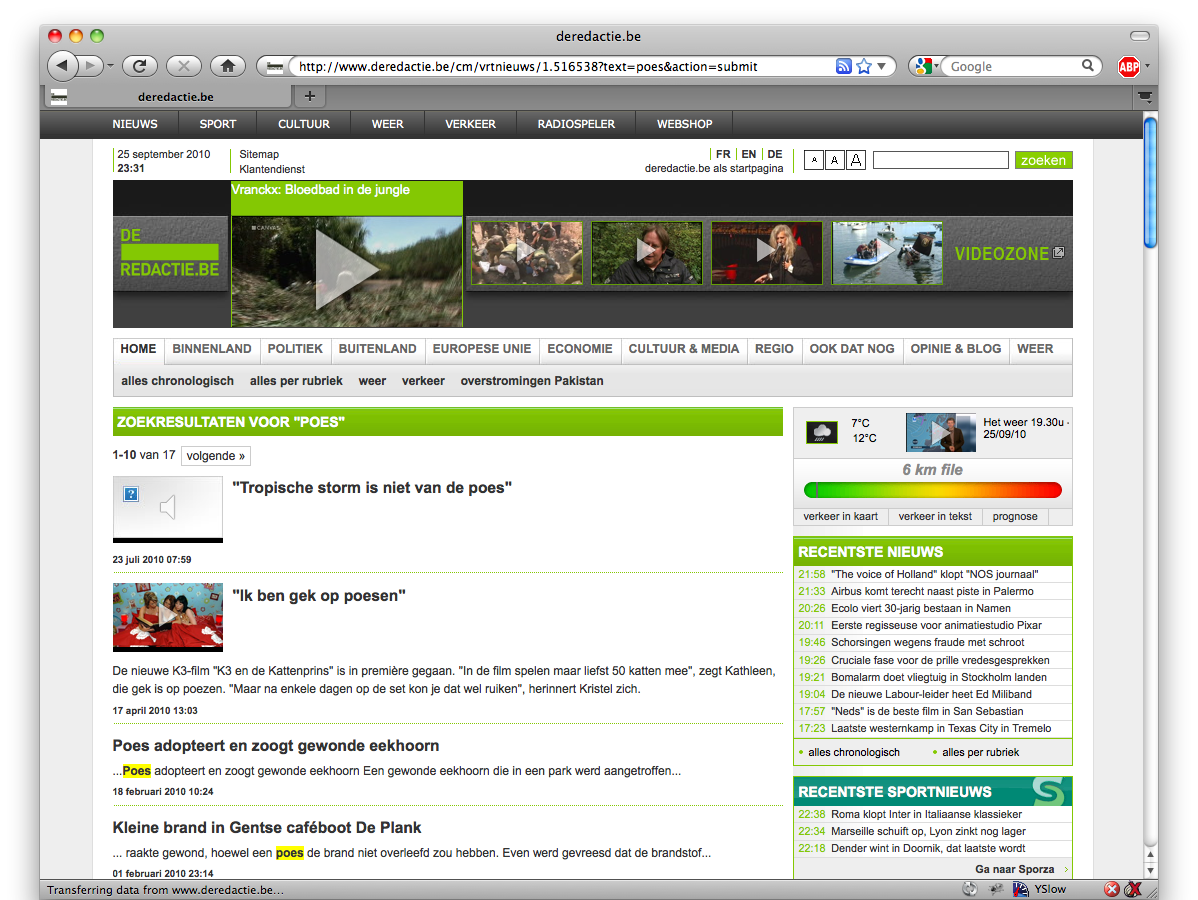 deredactie.be
http://www.deredactie.be/cm/vrtnieuws/1.516538?text=poes&action=submit
Google
ABP
deredactie.be
NIEUWS SPORT CULTUUR WEER VERKEER RADIOSPELER WEBSHOP
25 september 2010
23:31
Sitemap
Klantendienst
FR EN DE
deredactie.be als startpagina
A A A
zoeken
Vranckx: Bloedbad in de jungle
CANVAS
DE
REDACTIE.BE
VIDEOZONE
HOME BINNENLAND POLITIEK BUITENLAND EUROPESE UNIE ECONOMIE CULTUUR & MEDIA REGIO OOK DAT NOG OPINIE & BLOG WEER
alles chronologisch alles per rubriek weer verkeer overstromingen Pakistan
ZOEKRESULTATEN VOOR "POES"
1-10 van 17 volgende »
"Tropische storm is niet van de poes"
23 juli 2010 07:59
"Ik ben gek op poesen"
De nieuwe K3-film "K3 en de Kattenprins" is in première gegaan. "In de film spelen maar liefst 50 katten mee", zegt Kathleen,
die gek is op poezen. "Maar na enkele dagen op de set kon je dat wel ruiken", herinnert Kristel zich.
17 april 2010 13:03
Poes adopteert en zoogt gewonde eekhoorn
...Poes adopteert en zoogt gewonde eekhoorn Een gewonde eekhoorn die in een park werd aangetroffen...
18 februari 2010 10:24
Kleine brand in Gentse caféboot De Plank
... raakte gewond, hoewel een poes de brand niet overleefd zou hebben. Even werd gevreesd dat de brandstof...
01 februari 2010 23:14
7°C
12°C
Het weer 19.30u -
25/09/10
6 km file
verkeer in kaart verkeer in tekst prognose
RECENTSTE NIEUWS
21:58 "The voice of Holland" klopt "NOS journaal"
21:33 Airbus komt terecht naast piste in Palermo
20:26 Ecolo viert 30-jarig bestaan in Namen
20:11 Eerste regisseuse voor animatiestudio Pixar
19:46 Schorsingen wegens fraude met schroot
19:26 Cruciale fase voor de prille vredesgesprekken
19:21 Bomalarm doet vliegtuig in Stockholm landen
19:04 De nieuwe Labour-leider heet Ed Miliband
17:57 "Neds" is de beste film in San Sebastian
17:23 Laatste westernkamp in Texas City in Tremelo
• alles chronologisch • alles per rubriek
RECENTSTE SPORTNIEUWS
22:38 Roma klopt Inter in Italiaanse klassieker
22:34 Marseille schuift op, Lyon zinkt nog lager
22:18 Dender wint in Doornik, dat laatste wordt
Ga naar Sporza
Transferring data from www.deredactie.be...
YSlow